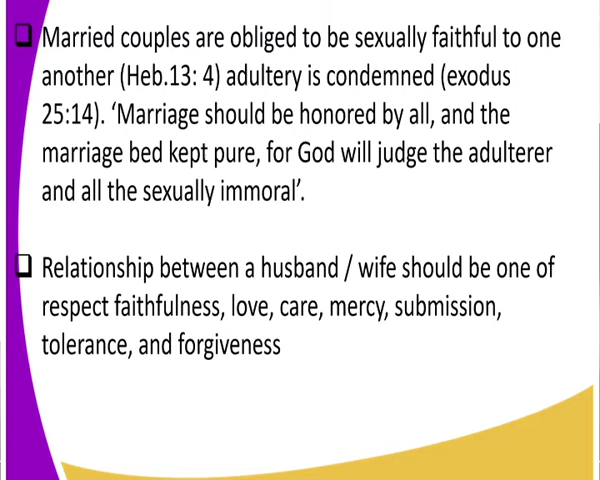 ❑ Married couples are obliged to be sexually faithful to one
another (Heb.13: 4) adultery is condemned (exodus
25:14). ‘Marriage should be honored by all, and the
marriage bed kept pure, for God will judge the adulterer
and all the sexually immoral’.
❑ Relationship between a husband / wife should be one of
respect faithfulness, love, care, mercy, submission,
tolerance, and forgiveness